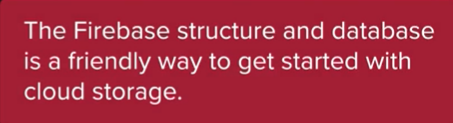 The Firebase structure and database
is a friendly way to get started with
cloud storage.